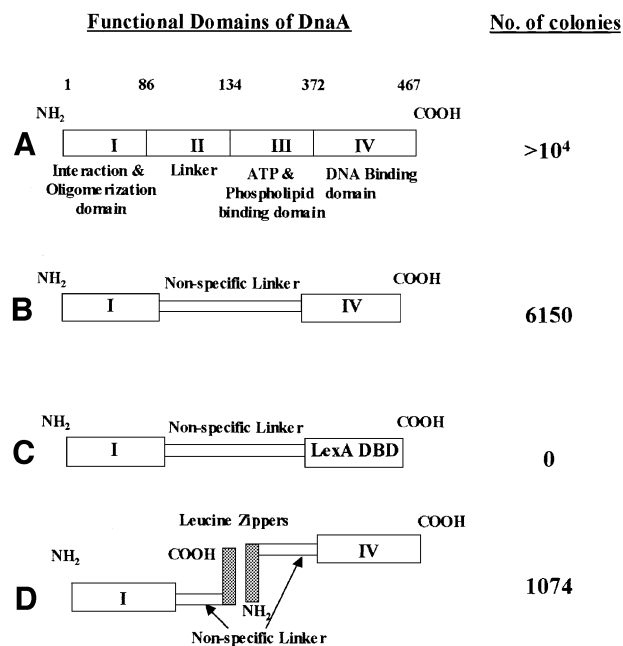 Functional Domains of DnaA
No. of colonies
1 86 134 372 467
NH2
COOH
A
I II III IV
>10⁴
Interaction & Oligomerization domain
Linker
ATP & Phospholipid binding domain
DNA Binding domain
NH2
Non-specific Linker
COOH
B
I
IV
6150
NH2
Non-specific Linker
COOH
C
I
LexA DBD
0
Leucine Zippers
COOH
NH2
COOH
IV
D
I
NH2
1074
Non-specific Linker